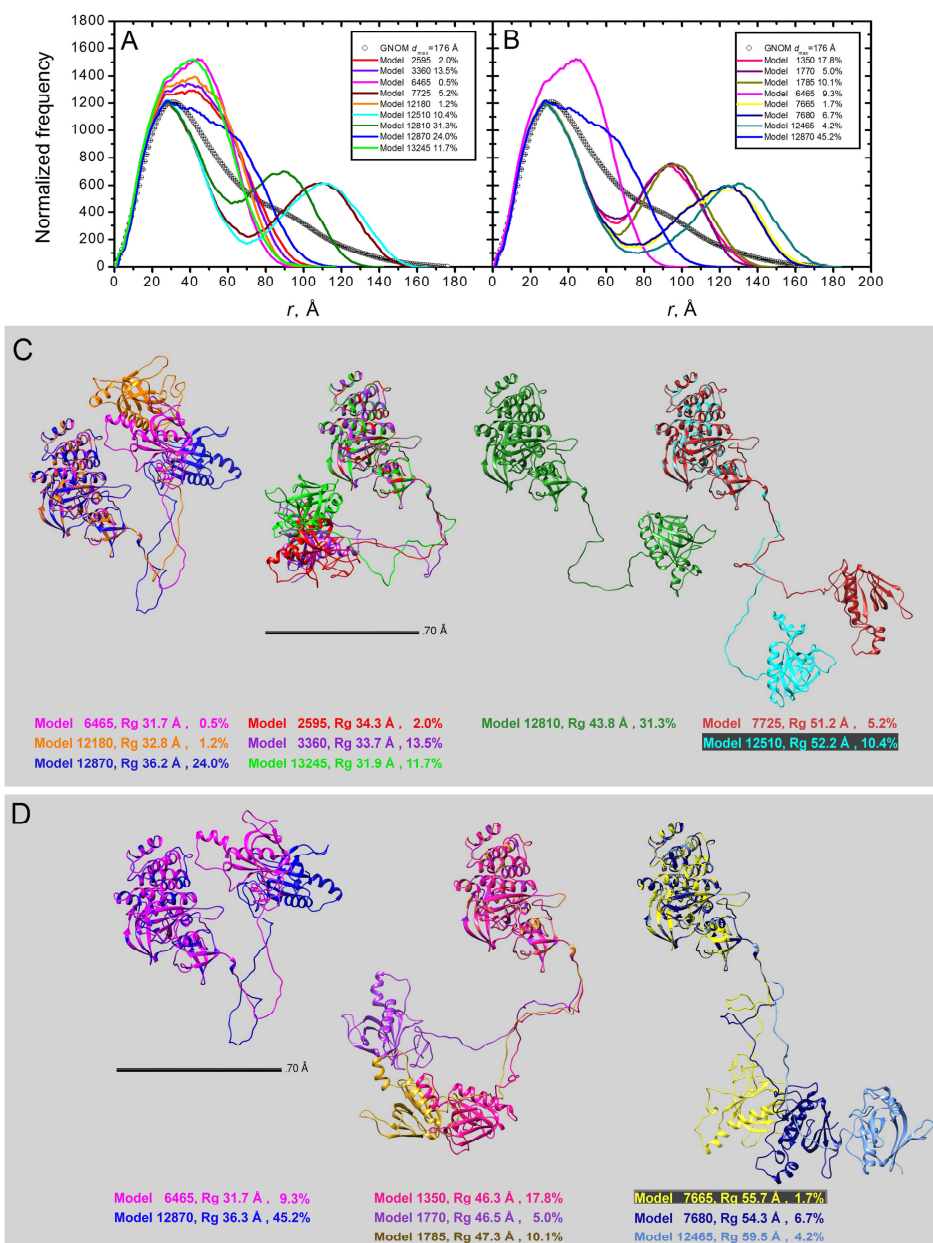 A
B
Normalized frequency
1800
1600
1400
1200
1000
800
600
400
200
0
GNOM dmax=176 Å
Model 2595 2.0%
Model 3360 13.5%
Model 6465 0.5%
Model 7725 5.2%
Model 12180 1.2%
Model 12510 10.4%
Model 12810 31.3%
Model 12870 24.0%
Model 13245 11.7%
GNOM dmax=176 Å
Model 1350 17.8%
Model 1770 5.0%
Model 1785 10.1%
Model 6465 9.3%
Model 7665 1.7%
Model 7680 6.7%
Model 12465 4.2%
Model 12870 45.2%
0 20 40 60 80 100 120 140 160 180 0 20 40 60 80 100 120 140 160 180 200
r, Å
r, Å
C
70 Å
Model 6465, Rg 31.7 Å , 0.5%
Model 12180, Rg 32.8 Å , 1.2%
Model 12870, Rg 36.2 Å , 24.0%
Model 2595, Rg 34.3 Å , 2.0%
Model 3360, Rg 33.7 Å , 13.5%
Model 13245, Rg 31.9 Å , 11.7%
Model 12810, Rg 43.8 Å , 31.3%
Model 7725, Rg 51.2 Å , 5.2%
Model 12510, Rg 52.2 Å , 10.4%
D
70 Å
Model 6465, Rg 31.7 Å , 9.3%
Model 12870, Rg 36.3 Å , 45.2%
Model 1350, Rg 46.3 Å , 17.8%
Model 1770, Rg 46.5 Å , 5.0%
Model 1785, Rg 47.3 Å , 10.1%
Model 7665, Rg 55.7 Å , 1.7%
Model 7680, Rg 54.3 Å , 6.7%
Model 12465, Rg 59.5 Å , 4.2%